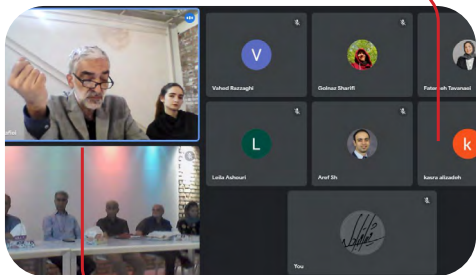 V
Vahed Razzaghi
Golnaz Sharifi
Fatemeh Tavanaei
L
Leila Ashouri
Aref Sh
k
kasra alizadeh
You